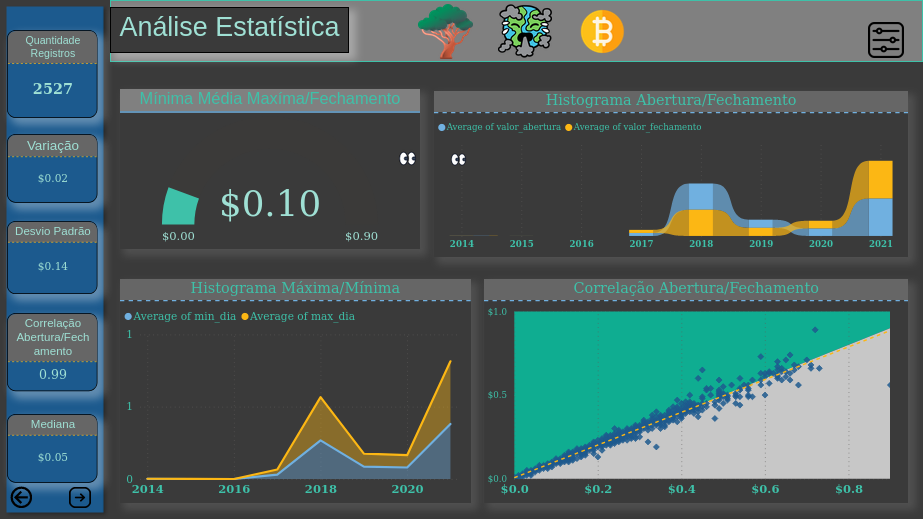 Análise Estatística
Quantidade
Registros
2527
Variação
$0.02
Desvio Padrão
$0.14
Correlação
Abertura/Fech
amento
0.99
Mediana
$0.05
Mínima Média Maxíma/Fechamento
$0.10
$0.00
$0.90
Histograma Abertura/Fechamento
Average of valor_abertura Average of valor_fechamento
2014 2015 2016 2017 2018 2019 2020 2021
Histograma Máxima/Mínima
Average of min_dia Average of max_dia
1
1
0
2014 2016 2018 2020
Correlação Abertura/Fechamento
$1.0
$0.5
$0.0
$0.0 $0.2 $0.4 $0.6 $0.8